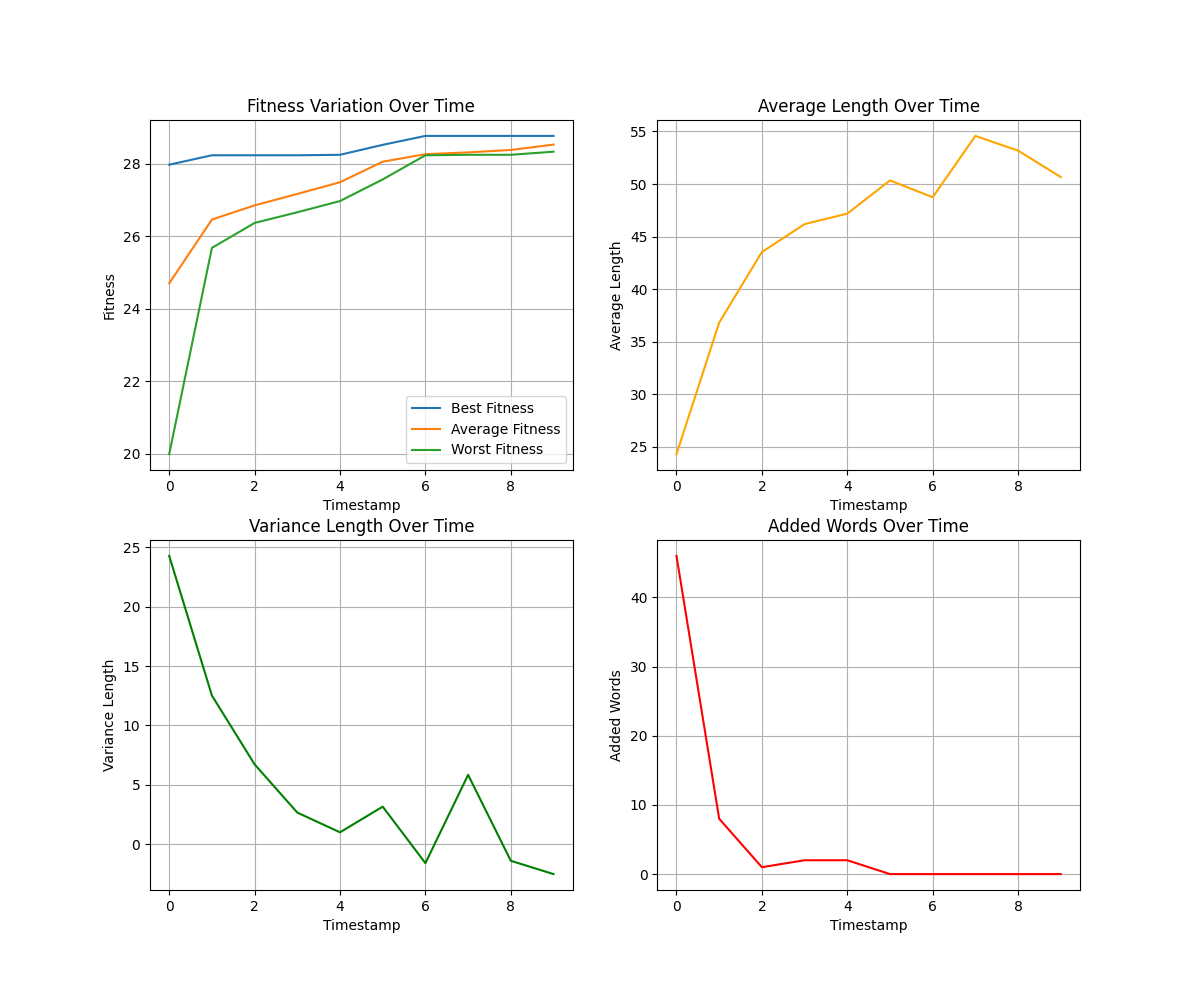 Fitness Variation Over Time
28
26
24
22
20
Fitness
0
2
4
6
8
Timestamp
Best Fitness
Average Fitness
Worst Fitness
Average Length Over Time
55
50
45
40
35
30
25
Average Length
0
2
4
6
8
Timestamp
Variance Length Over Time
25
20
15
10
5
0
Variance Length
0
2
4
6
8
Timestamp
Added Words Over Time
40
30
20
10
0
Added Words
0
2
4
6
8
Timestamp